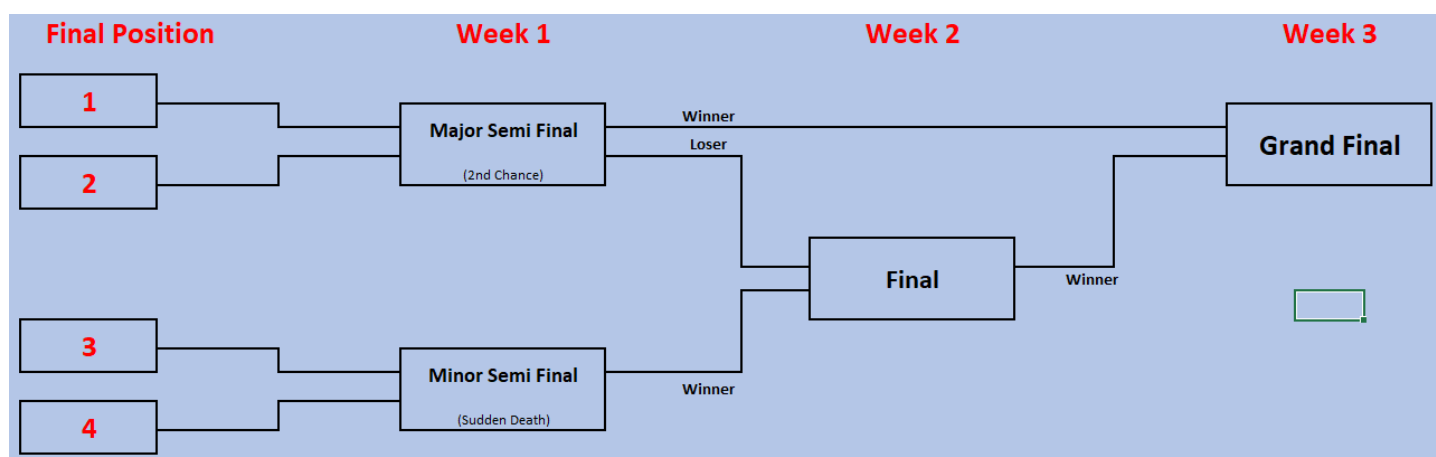 Final Position
Week 1
Week 2
Week 3
1
2
Major Semi Final
(2nd Chance)
Winner
Loser
Grand Final
Final
Winner
3
4
Minor Semi Final
(Sudden Death)
Winner